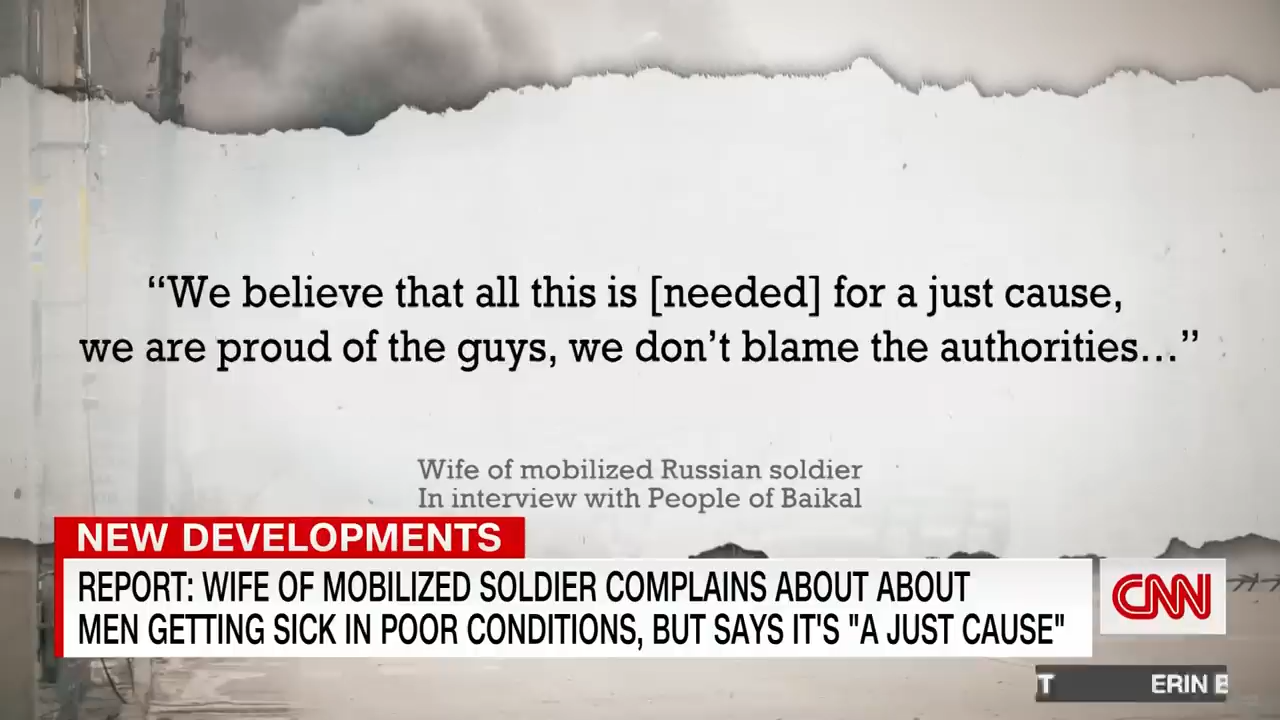 “We believe that all this is [needed] for a just cause,
we are proud of the guys, we don’t blame the authorities...”
Wife of mobilized Russian soldier
In interview with People of Baikal
NEW DEVELOPMENTS
REPORT: WIFE OF MOBILIZED SOLDIER COMPLAINS ABOUT ABOUT
MEN GETTING SICK IN POOR CONDITIONS, BUT SAYS IT'S "A JUST CAUSE"
CNN
ERIN